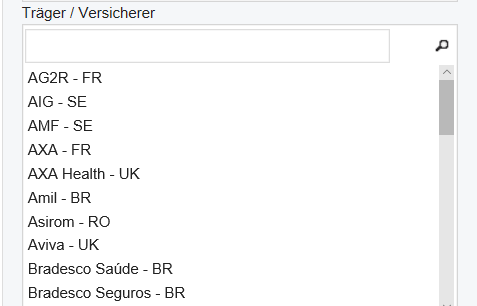 Träger / Versicherer
AG2R - FR
AIG - SE
AMF - SE
AXA - FR
AXA Health - UK
Amil - BR
Asirom - RO
Aviva - UK
Bradesco Saúde - BR
Bradesco Seguros - BR